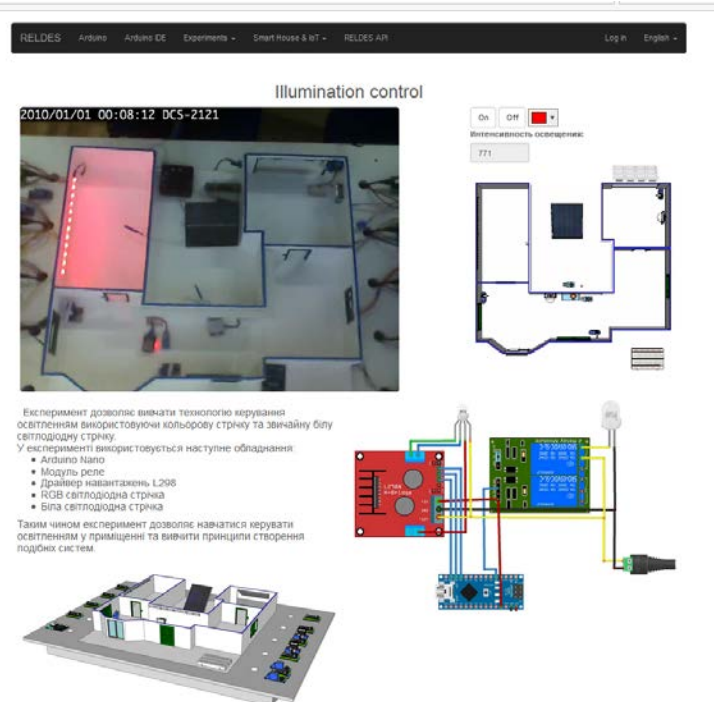 RELDES Arduino Arduino IDE Experiments Smart House & IoT RELDES API Log in English
Illumination control
2010/01/01 00:08:12 DCS-2121
On Off
Интенсивность освещения:
771
Експеримент дозволяє вивчати технологію керування
освітленням використовуючи кольорову стрічку та звичайну білу
світлодіодну стрічку.
У експерименті використовується наступне обладнання
Arduino Nano
Модуль реле
Драйвер навантажень L298
RGB світлодіодна стрічка
Біла світлодіодна стрічка
Таким чином експеримент дозволяє навчатися керувати
освітленням у приміщенні та вивчити принципи створення
подібних систем.